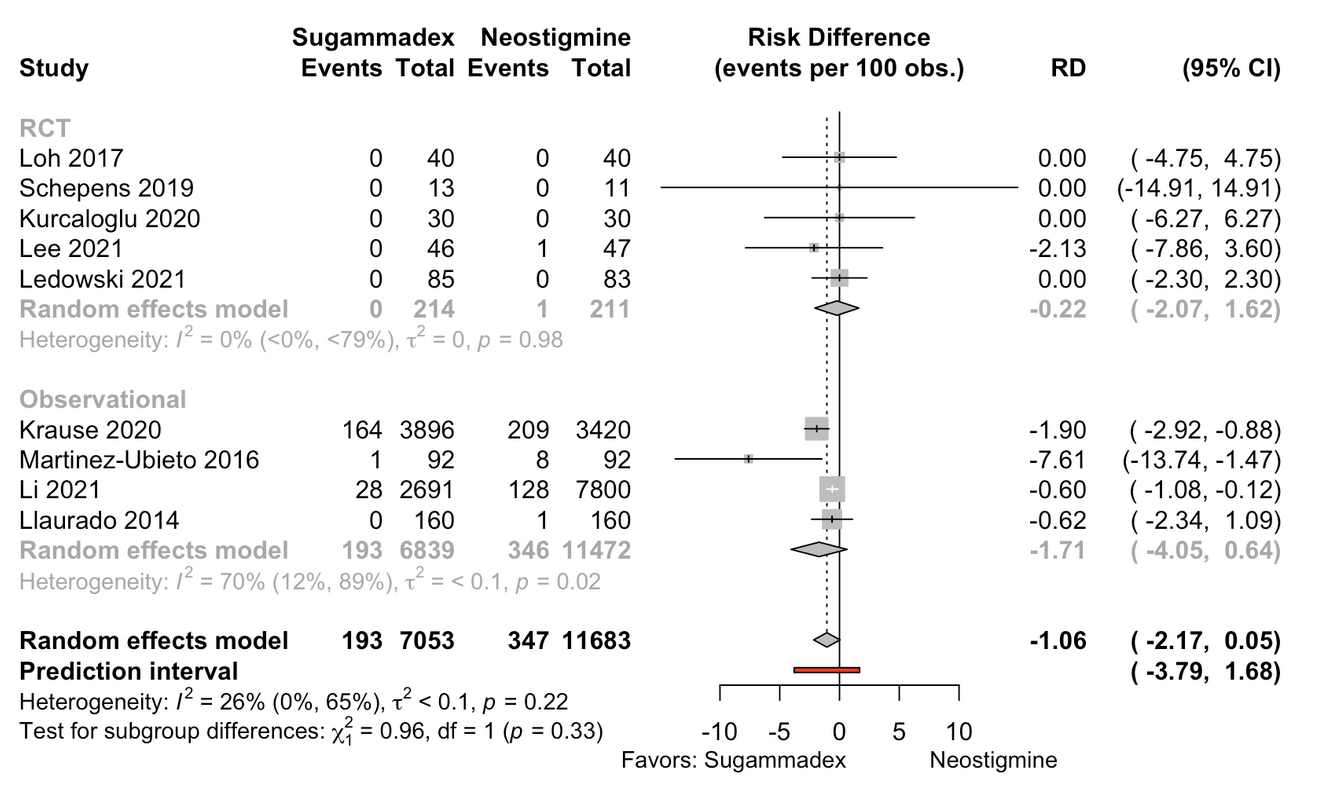 Sugammadex Neostigmine Risk Difference
Study Events Total Events Total (events per 100 obs.) RD (95% CI)
RCT
Loh 2017 0 40 0 40 0.00 ( -4.75, 4.75)
Schepens 2019 0 13 0 11 0.00 (-14.91, 14.91)
Kurcaloglu 2020 0 30 0 30 0.00 ( -6.27, 6.27)
Lee 2021 0 46 1 47 -2.13 ( -7.86, 3.60)
Ledowski 2021 0 85 0 83 0.00 ( -2.30, 2.30)
Random effects model 0 214 1 211 -0.22 ( -2.07, 1.62)
Heterogeneity: I² = 0% (<0%, <79%), τ² = 0, p = 0.98
Observational
Krause 2020 164 3896 209 3420 -1.90 ( -2.92, -0.88)
Martinez-Ubieto 2016 1 92 8 92 -7.61 (-13.74, -1.47)
Li 2021 28 2691 128 7800 -0.60 ( -1.08, -0.12)
Llaurado 2014 0 160 1 160 -0.62 ( -2.34, 1.09)
Random effects model 193 6839 346 11472 -1.71 ( -4.05, 0.64)
Heterogeneity: I² = 70% (12%, 89%), τ² = < 0.1, p = 0.02
Random effects model 193 7053 347 11683 -1.06 ( -2.17, 0.05)
Prediction interval ( -3.79, 1.68)
Heterogeneity: I² = 26% (0%, 65%), τ² < 0.1, p = 0.22
Test for subgroup differences: χ²₁ = 0.96, df = 1 (p = 0.33)
-10 -5 0 5 10
Favors: Sugammadex Neostigmine